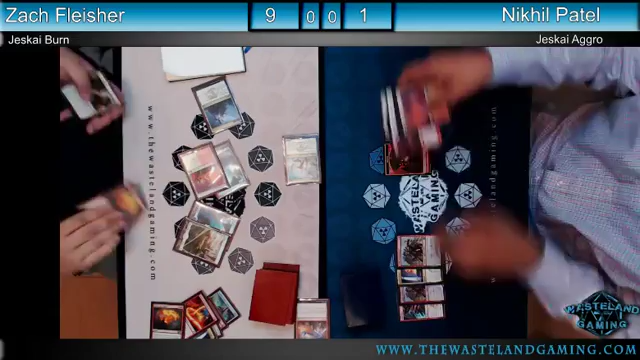 Zach Fleisher 9 0 0 1 Nikhil Patel
Jeskai Burn Jeskai Aggro
www.thewastelandgaming.com
WASTELAND
GAMING
www.thewastelandgaming.com
WASTELAND
GAMING
WWW.THEWASTELANDGAMING.COM